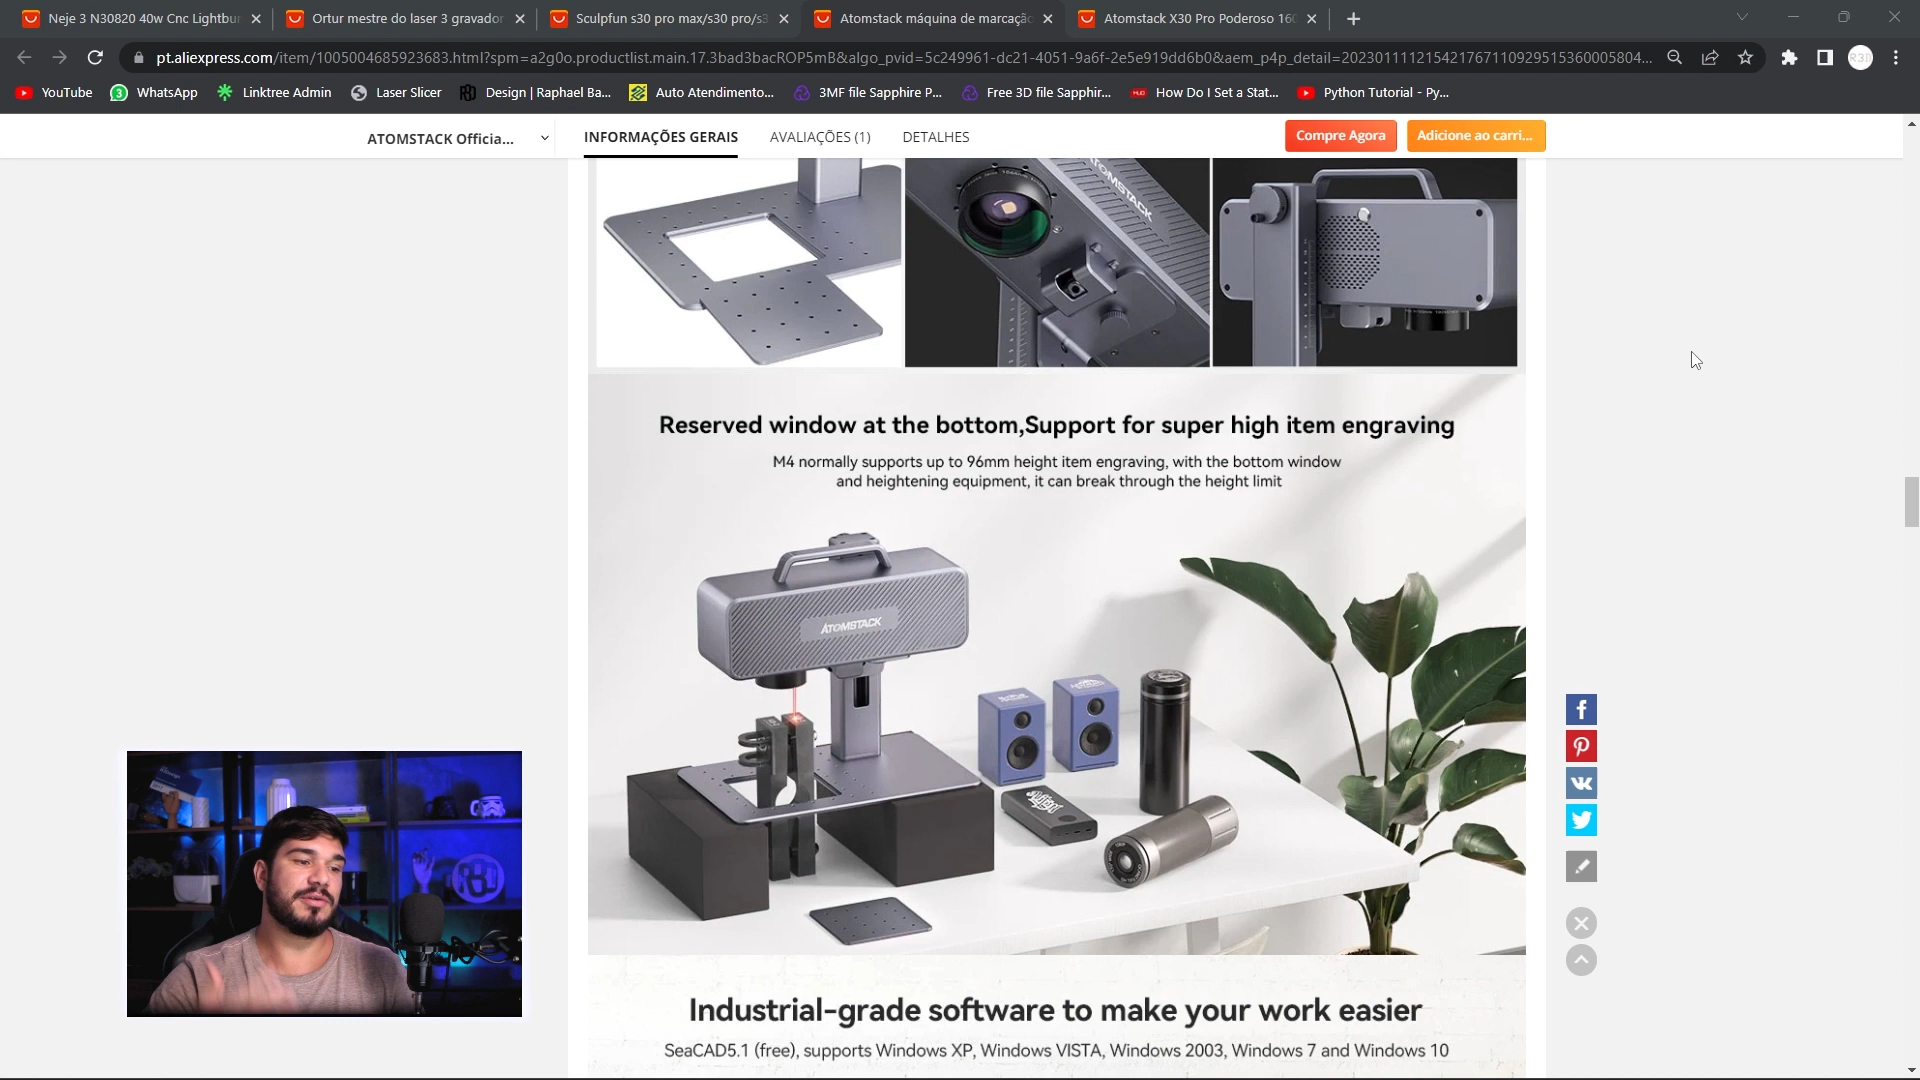 Neje 3 N30820 40w Cnc Lightbu
Ortur mestre do laser 3 gravador
Sculpfun s30 pro max/s30 pro/s3
Atomstack máquina de marcação
Atomstack X30 Pro Poderoso 160
pt.aliexpress.com/item/1005004685923683.html?spm=a2g0o.productlist.main.17.3bad3bacROP5mB&algo_pvid=5c249961-dc21-4051-9a6f-2e5e919dd6b0&aem_p4p_detail=202301111215421767110929515360005804...
R3D
YouTube
3 WhatsApp
Linktree Admin
Laser Slicer
Design | Raphael Ba...
Auto Atendimento...
3MF file Sapphire P...
Free 3D file Sapphir...
How Do I Set a Stat...
Python Tutorial - Py...
ATOMSTACK Officia...
INFORMAÇÕES GERAIS
AVALIAÇÕES (1)
DETALHES
Compre Agora
Adicione ao carri...
ATOMSTACK
Reserved window at the bottom,Support for super high item engraving
M4 normally supports up to 96mm height item engraving, with the bottom window
and heightening equipment, it can break through the height limit
ATOMSTACK
Industrial-grade software to make your work easier
SeaCAD5.1 (free), supports Windows XP, Windows VISTA, Windows 2003, Windows 7 and Windows 10